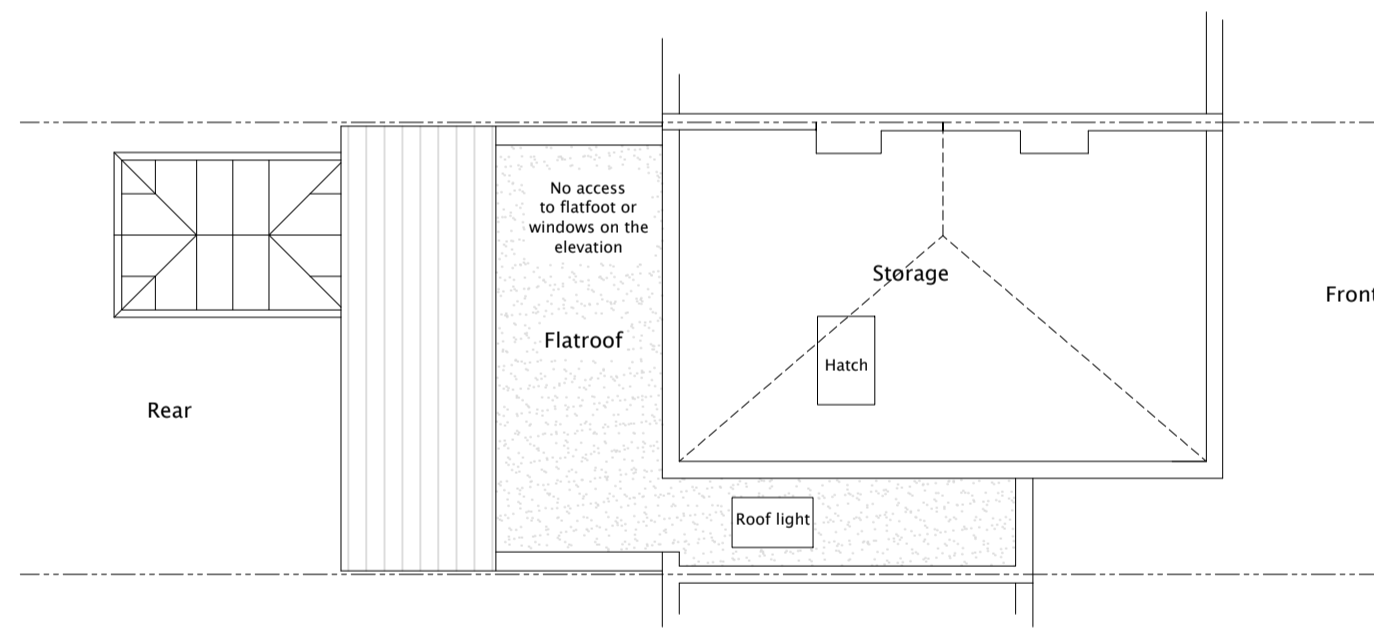 No access
to flatfoot or
windows on the
elevation
Storage
Front
Flatroof
Hatch
Rear
Roof light